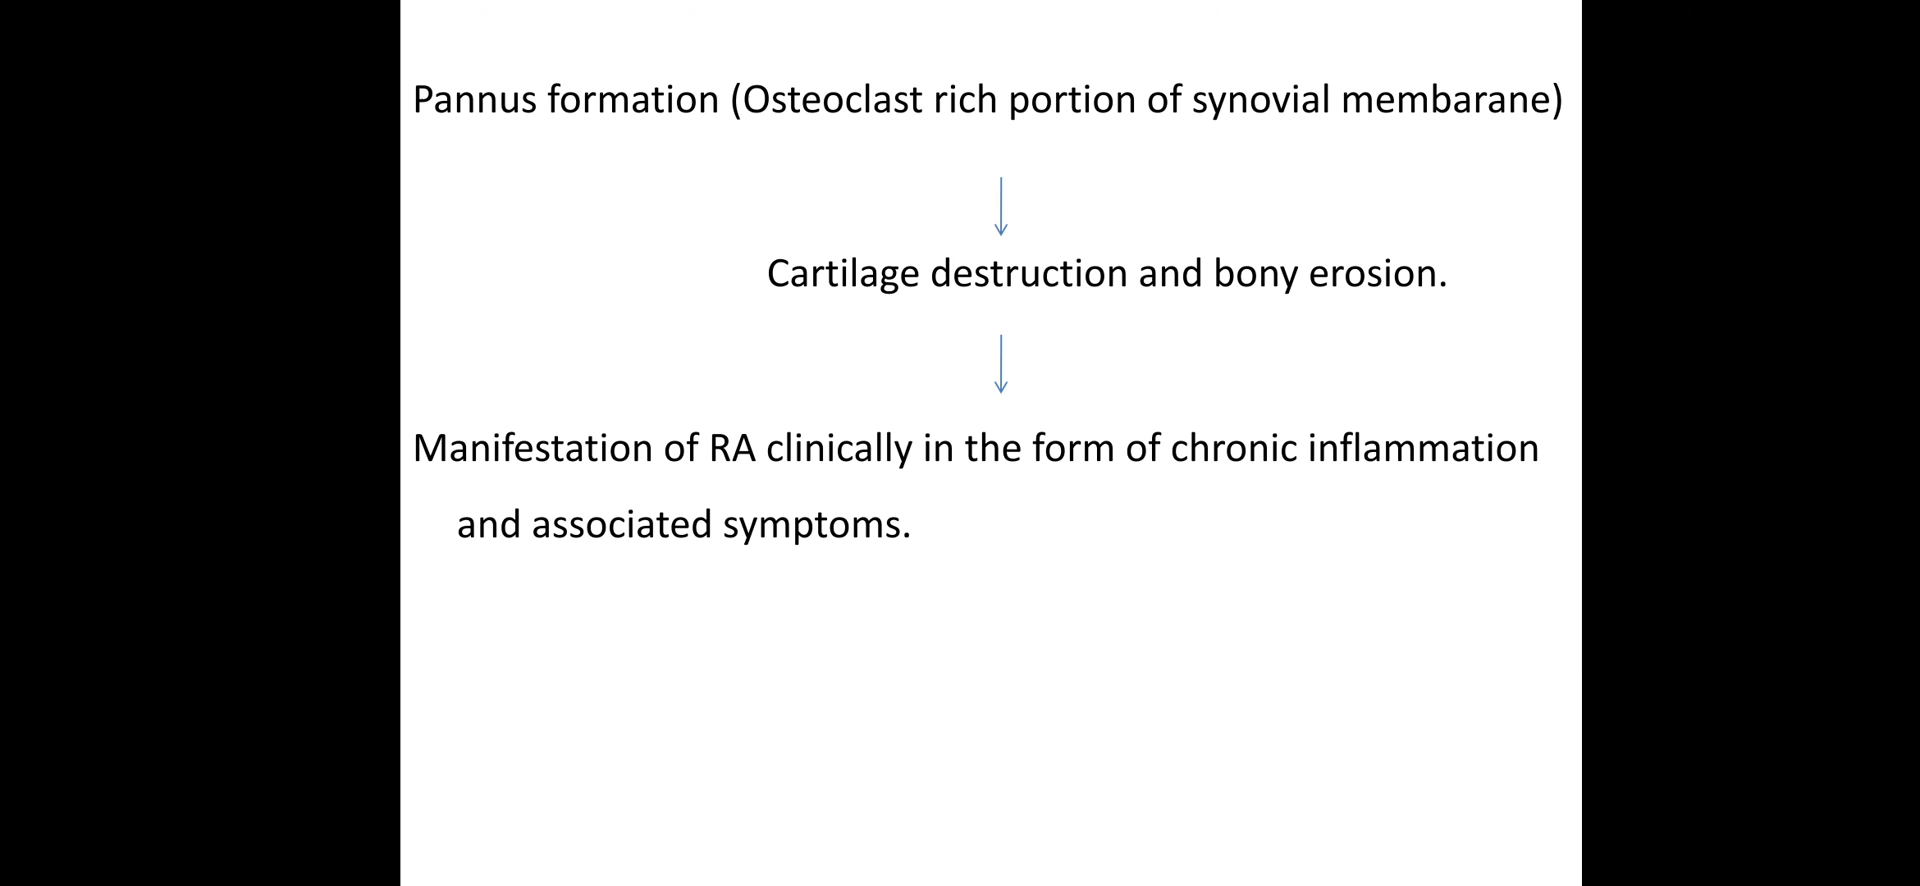 Pannus formation (Osteoclast rich portion of synovial membarane)
Cartilage destruction and bony erosion.
Manifestation of RA clinically in the form of chronic inflammation
and associated symptoms.